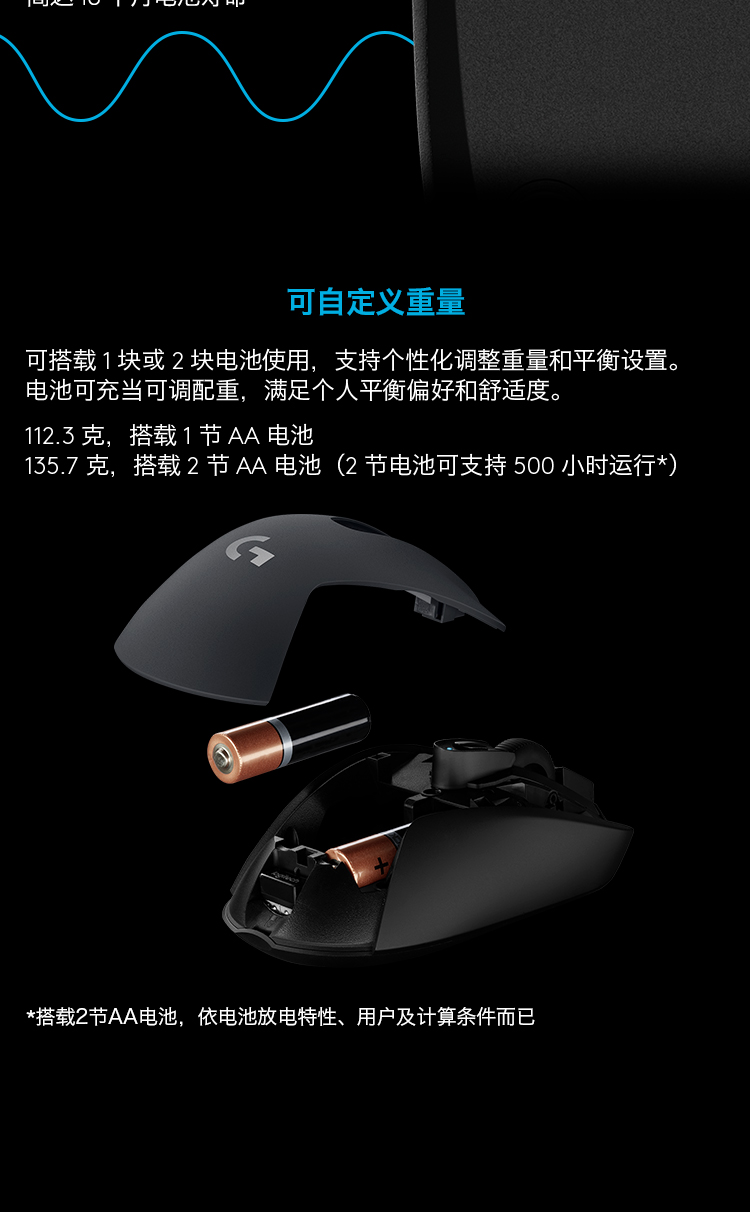 可自定义重量
可搭载 1 块或 2 块电池使用，支持个性化调整重量和平衡设置。
电池可充当可调配重，满足个人平衡偏好和舒适度。
112.3 克，搭载 1 节 AA 电池
135.7 克，搭载 2 节 AA 电池（2 节电池可支持 500 小时运行*）
G
+
logitech
*搭载2节AA电池，依电池放电特性、用户及计算条件而已